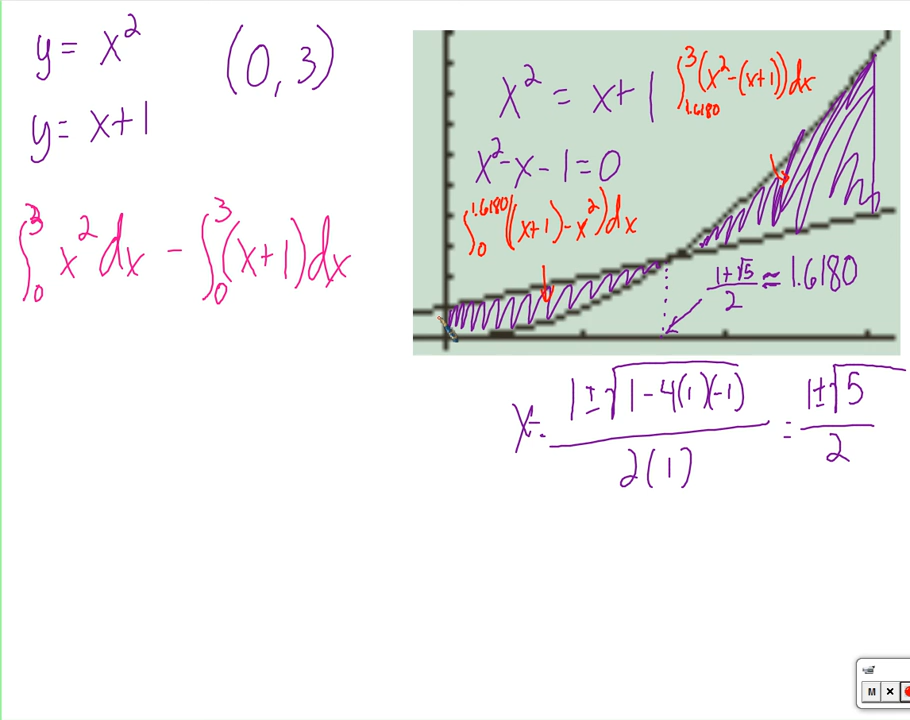 y = x²
(0, 3)
y = x+1
∫₀³ x² dx − ∫₀³ (x+1) dx
x² = x+1
∫₁.₆₁₈₀³ (x² − (x+1)) dx
x² − x − 1 = 0
∫₀^1.6180 ((x+1) − x²) dx
(1+√5)/2 ≈ 1.6180
x = (1 ± √(1 − 4(1)(-1)))/(2(1)) = (1 ± √5)/2
M